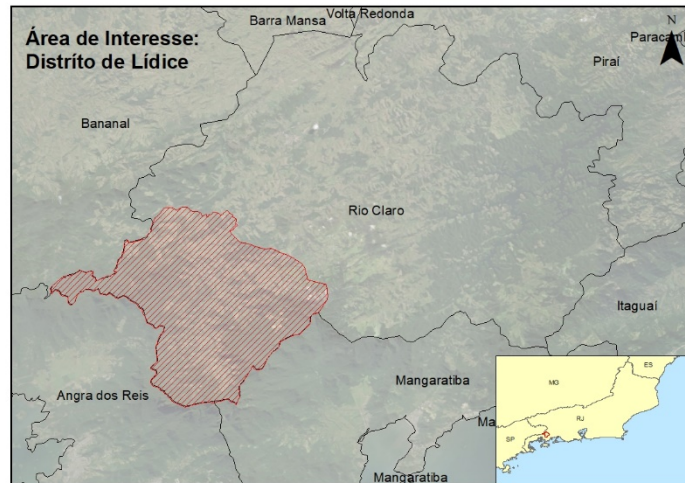 Área de Interesse:
Distríto de Lídice
Barra Mansa
Volta Redonda
N
Paracam
Piraí
Bananal
Rio Claro
Itaguaí
Angra dos Reis
Mangaratiba
Ma
Mangaratiba
MG
ES
RJ
SP